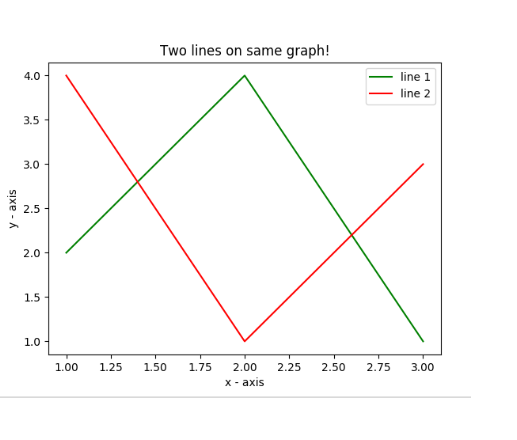 Two lines on same graph!
line 1
line 2
4.0
3.5
3.0
2.5
2.0
1.5
1.0
y - axis
1.00 1.25 1.50 1.75 2.00 2.25 2.50 2.75 3.00
x - axis